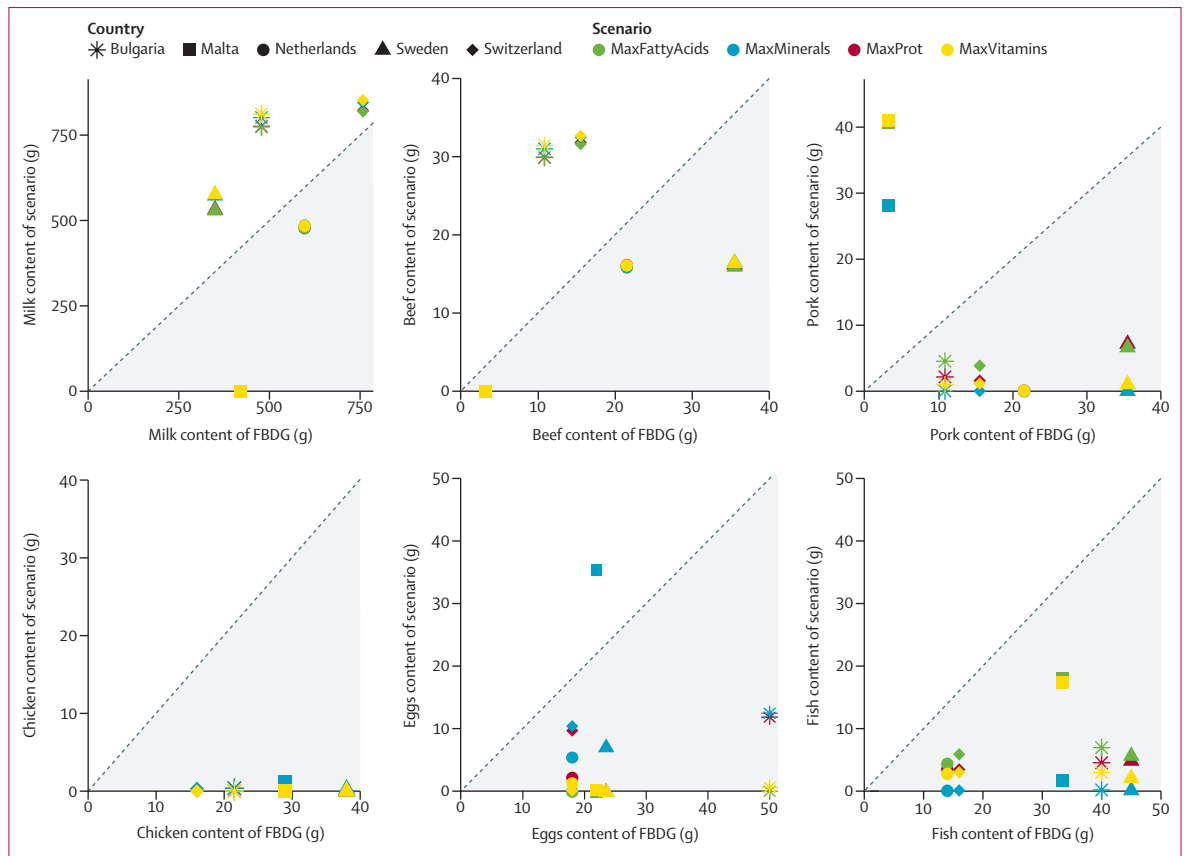 Country
Scenario
Bulgaria Malta Netherlands Sweden Switzerland MaxFattyAcids MaxMinerals MaxProt MaxVitamins
Milk content of scenario (g)
750
500
250
0
0 250 500 750
Milk content of FBDG (g)
Beef content of scenario (g)
40
30
20
10
0
0 10 20 30 40
Beef content of FBDG (g)
Pork content of scenario (g)
40
30
20
10
0
0 10 20 30 40
Pork content of FBDG (g)
Chicken content of scenario (g)
40
30
20
10
0
0 10 20 30 40
Chicken content of FBDG (g)
Eggs content of scenario (g)
50
40
30
20
10
0
0 10 20 30 40 50
Eggs content of FBDG (g)
Fish content of scenario (g)
50
40
30
20
10
0
0 10 20 30 40 50
Fish content of FBDG (g)